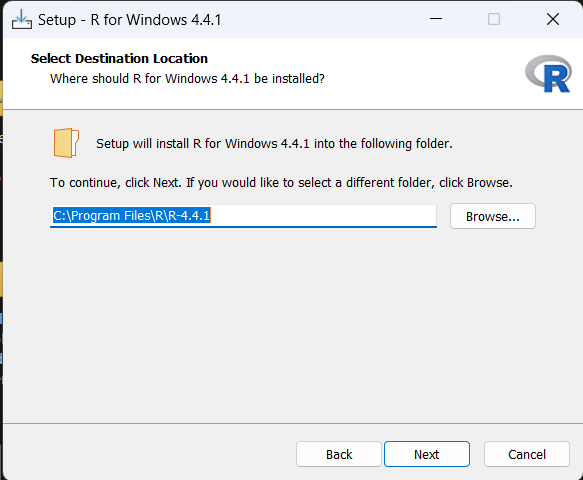 Setup - R for Windows 4.4.1
Select Destination Location
Where should R for Windows 4.4.1 be installed?
R
Setup will install R for Windows 4.4.1 into the following folder.
To continue, click Next. If you would like to select a different folder, click Browse.
C:\Program Files\R\R-4.4.1
Browse...
Back
Next
Cancel